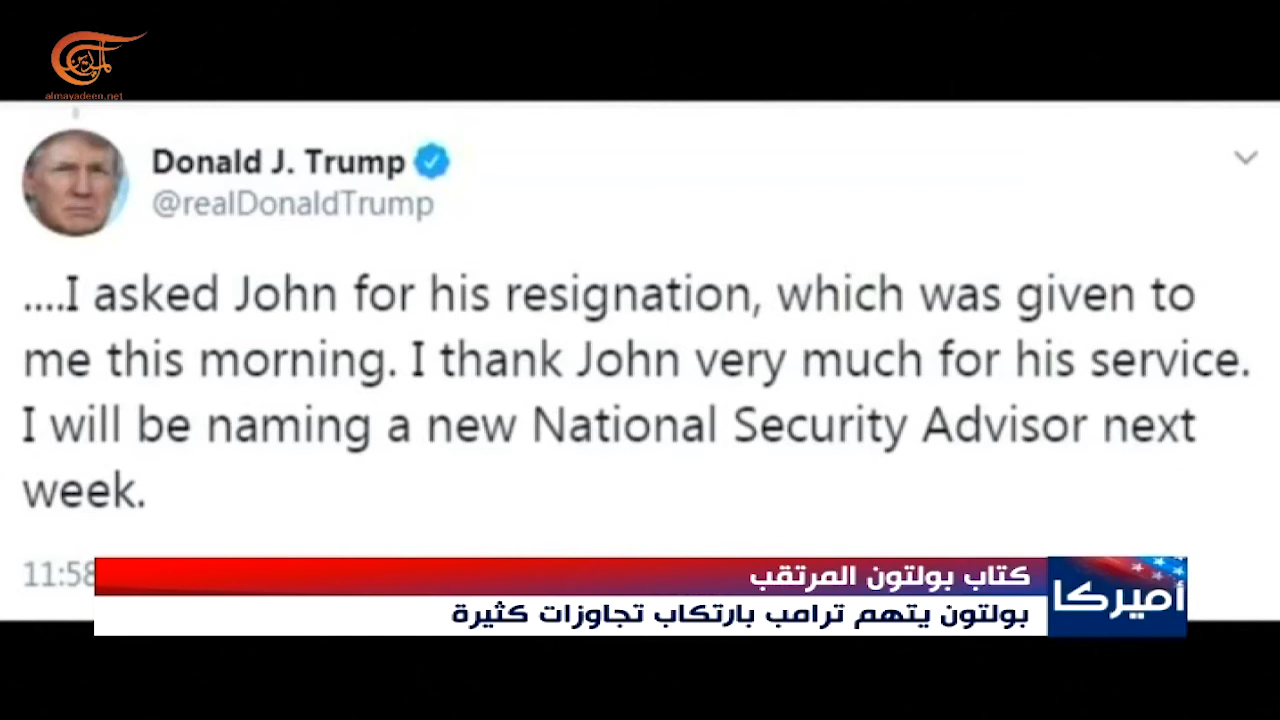 الميادين
almayadeen.net
Donald J. Trump
@realDonaldTrump
....I asked John for his resignation, which was given to
me this morning. I thank John very much for his service.
I will be naming a new National Security Advisor next
week.
11:58
أميركا
كتاب بولتون المرتقب
بولتون يتهم ترامب بارتكاب تجاوزات كثيرة